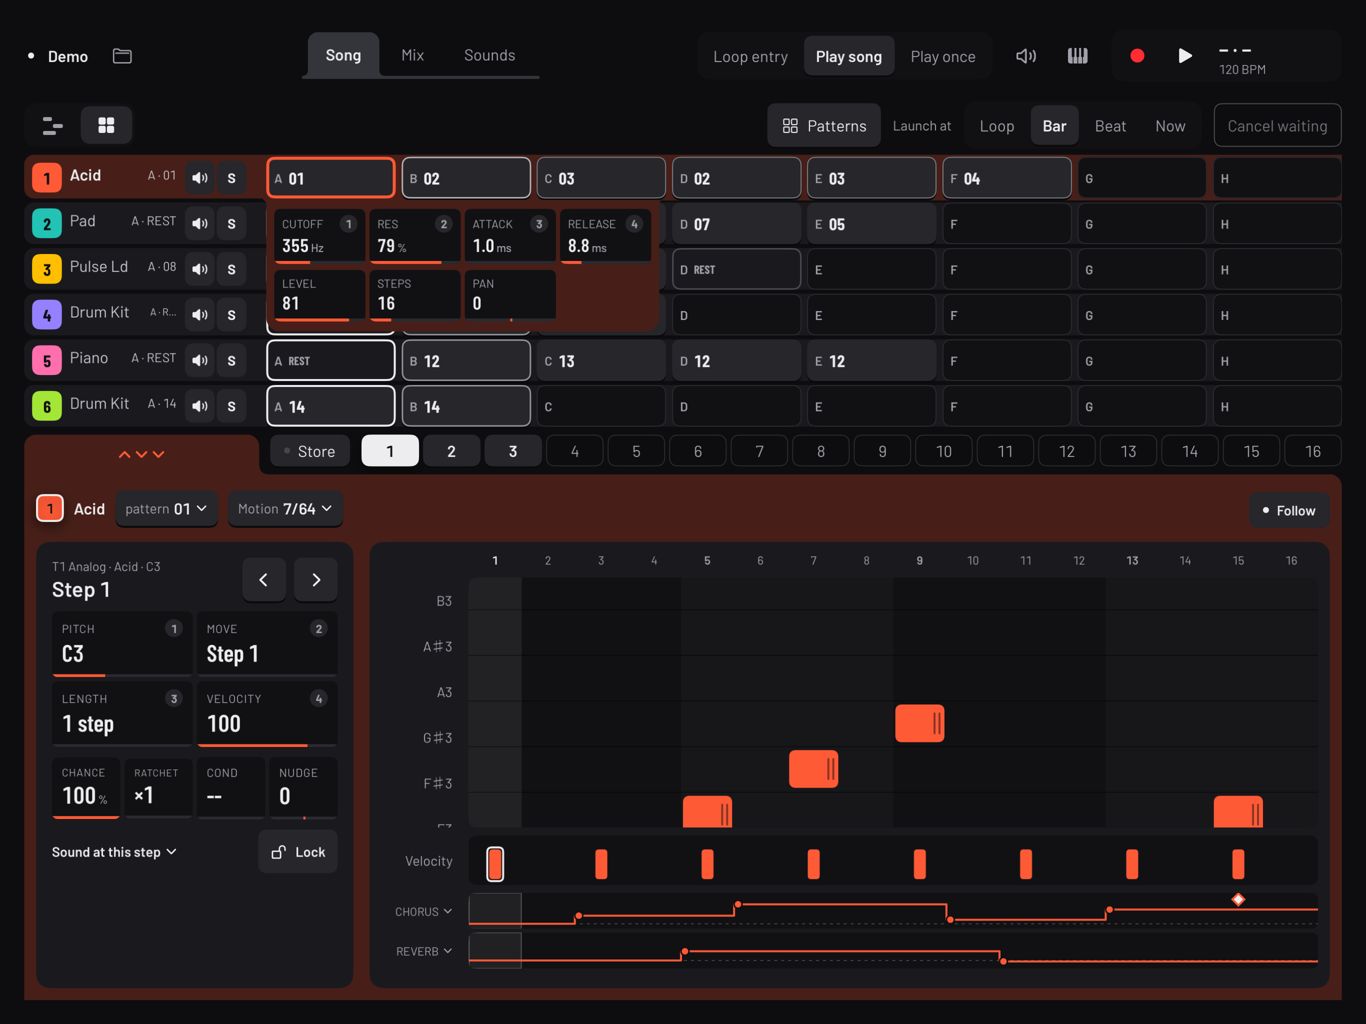 Demo
Song Mix Sounds
Loop entry Play song Play once
120 BPM
Patterns Launch at Loop Bar Beat Now Cancel waiting
1 Acid A · 01 S A 01 B 02 C 03 D 02 E 03 F 04 G H
2 Pad A · REST S D 07 E 05 F G H
3 Pulse Ld A · 08 S D REST E F G H
4 Drum Kit A · R... S D E F G H
5 Piano A · REST S A REST B 12 C 13 D 12 E 12 F G H
6 Drum Kit A · 14 S A 14 B 14 C D E F G H
CUTOFF 1 RES 2 ATTACK 3 RELEASE 4
355 Hz 79 % 1.0 ms 8.8 ms
LEVEL STEPS PAN
81 16 0
Store 1 2 3 4 5 6 7 8 9 10 11 12 13 14 15 16
1 Acid pattern 01 Motion 7/64 Follow
T1 Analog · Acid · C3
Step 1
PITCH 1 MOVE 2
C3 Step 1
LENGTH 3 VELOCITY 4
1 step 100
CHANCE RATCHET COND NUDGE
100 % ×1 -- 0
Sound at this step Lock
1 2 3 4 5 6 7 8 9 10 11 12 13 14 15 16
B3
A♯3
A3
G♯3
F♯3
Velocity
CHORUS
REVERB